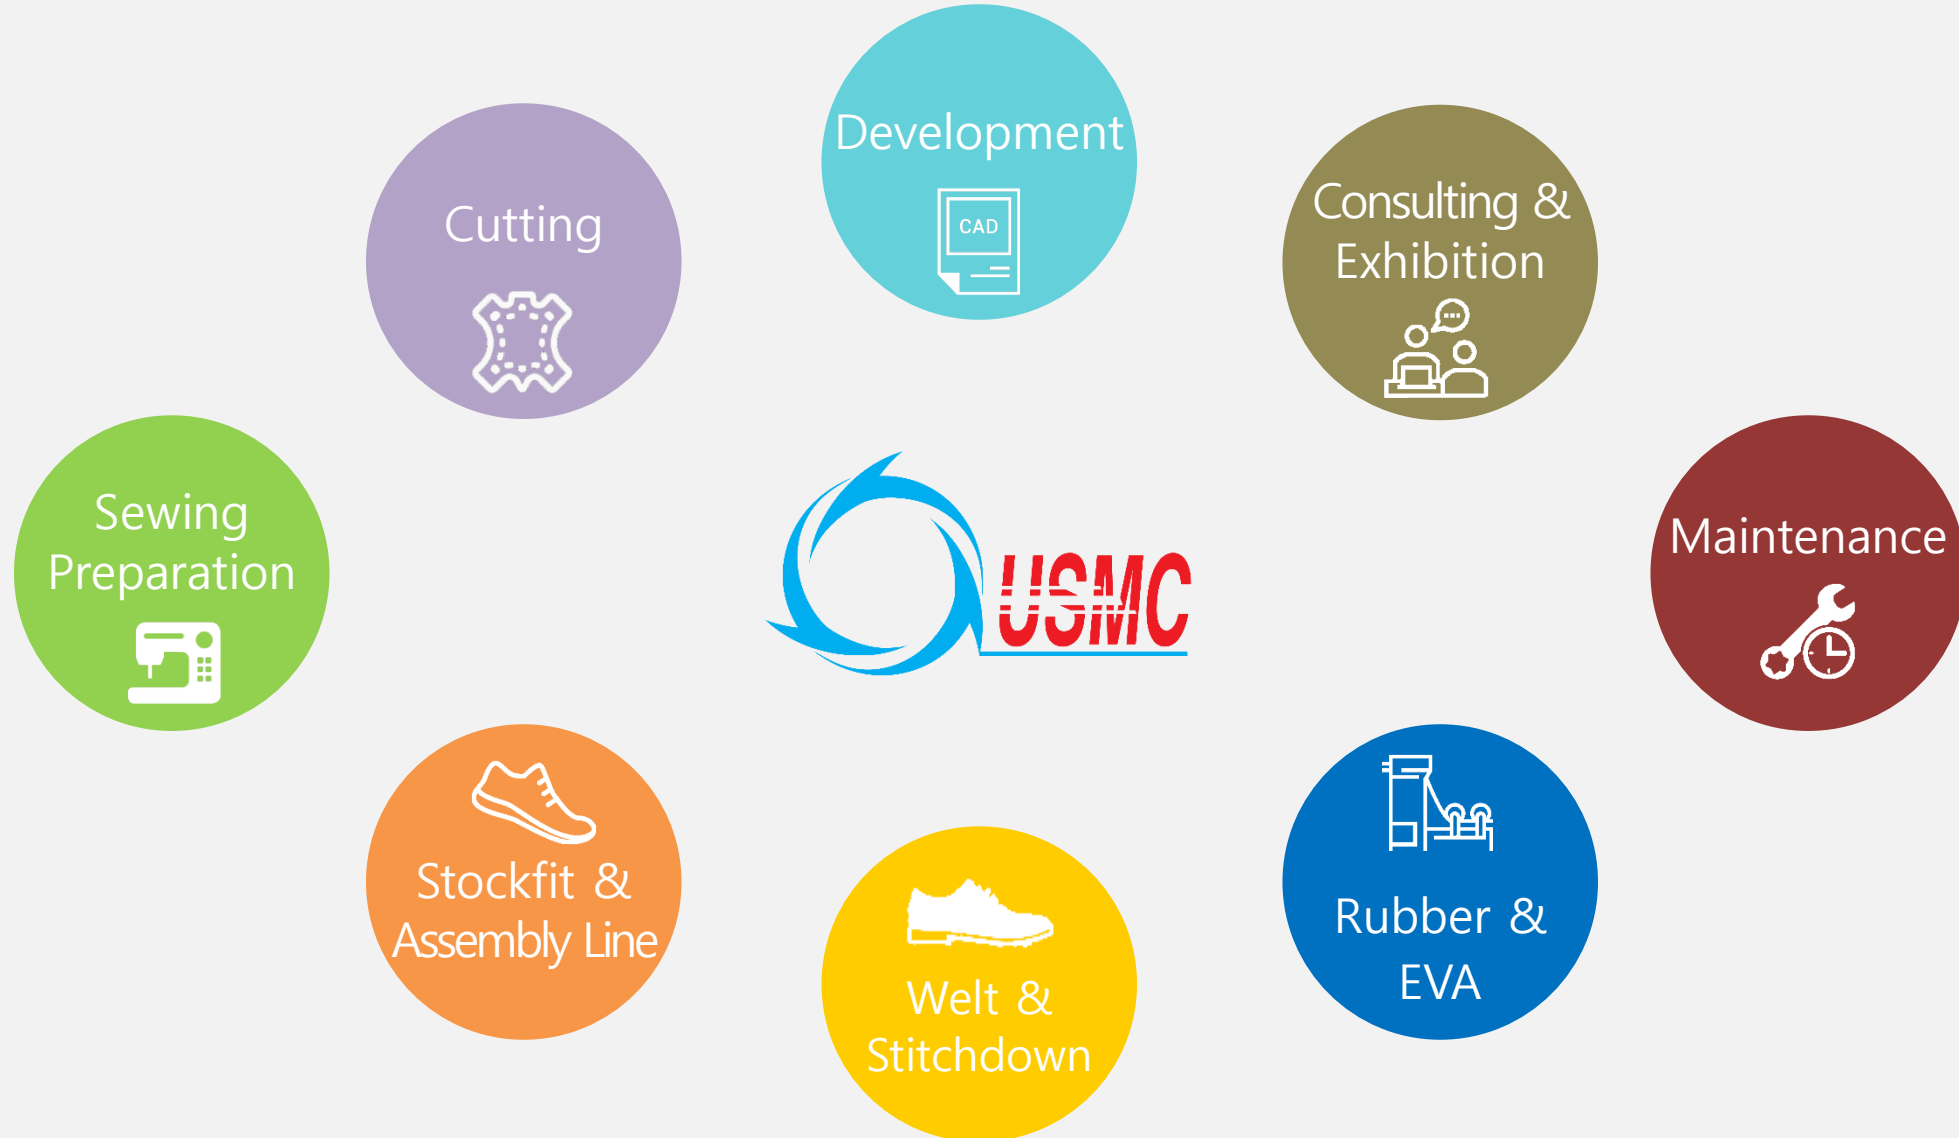 Development
CAD
Cutting
Consulting &
Exhibition
Sewing
Preparation
USMC
Maintenance
Stockfit &
Assembly Line
Welt &
Stitchdown
Rubber &
EVA